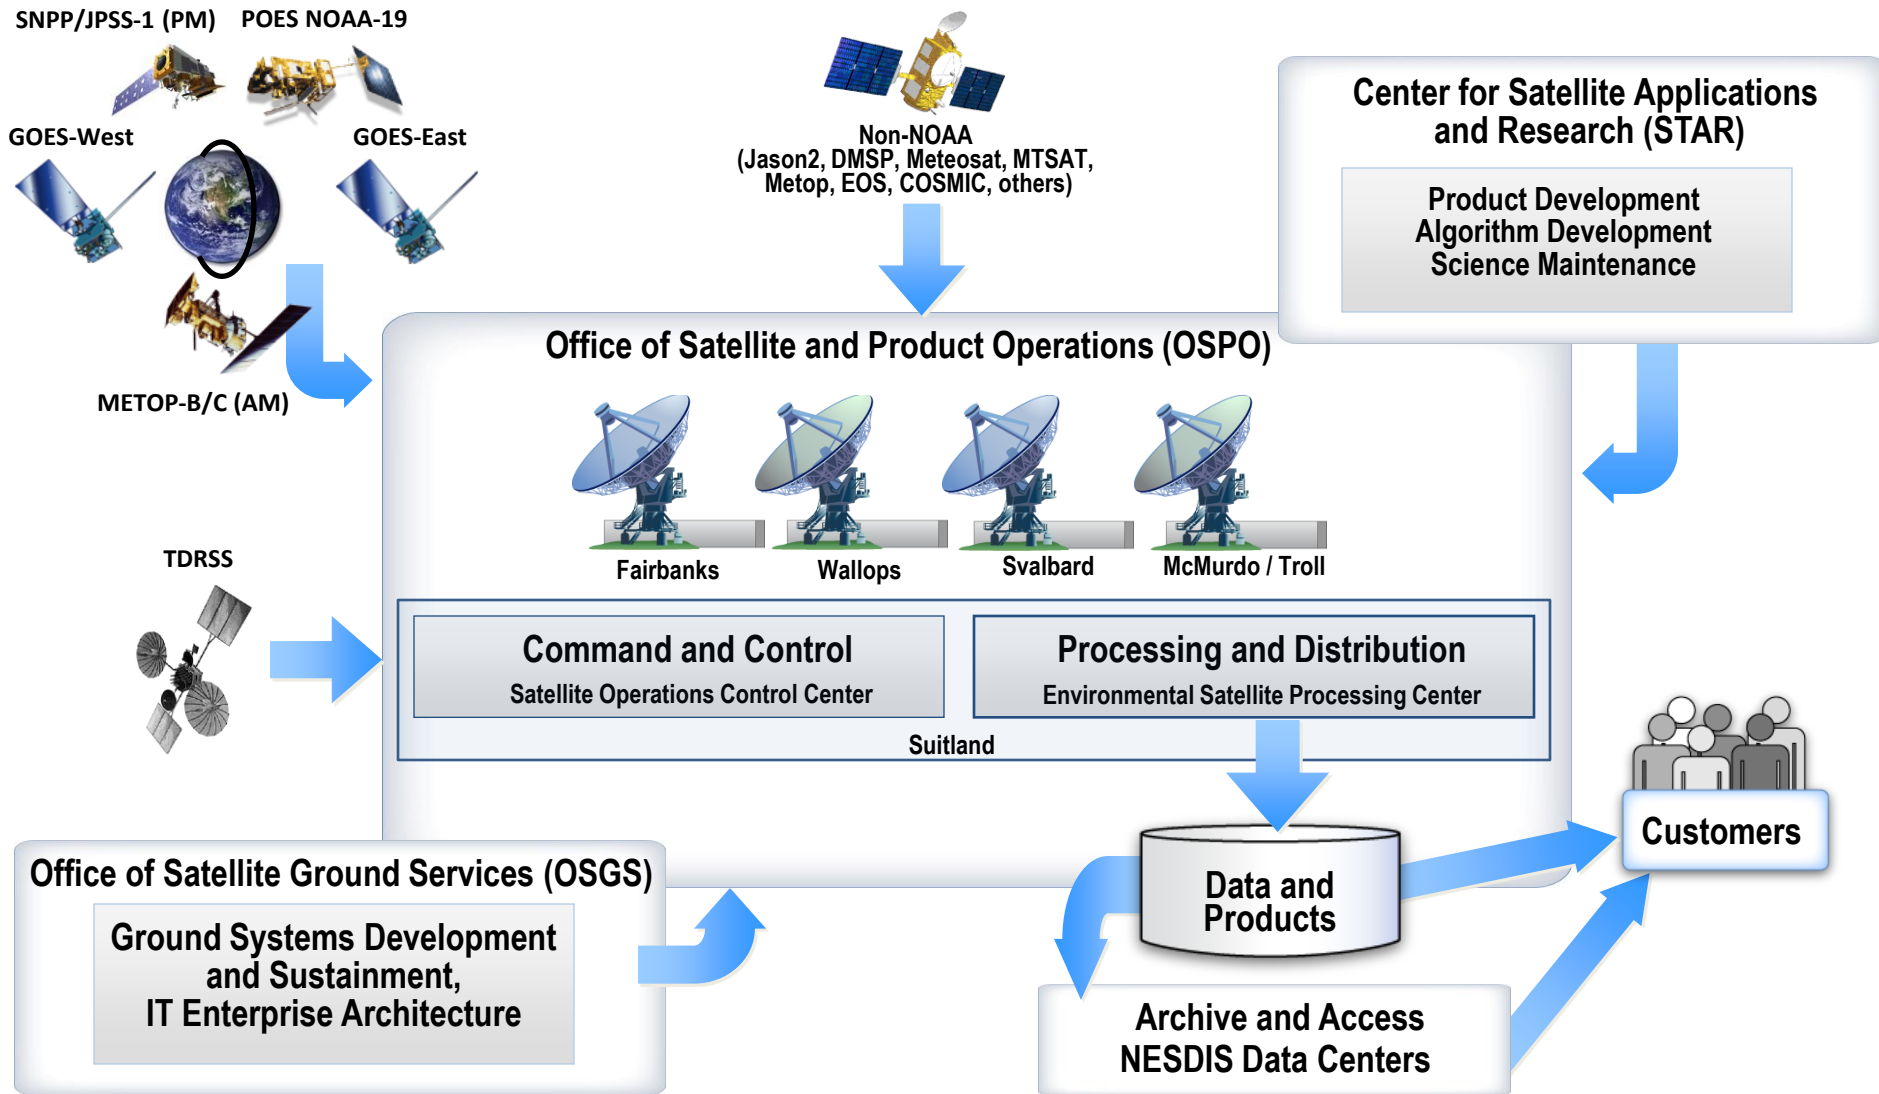 SNPP/JPSS-1 (PM)
POES NOAA-19
GOES-West
GOES-East
METOP-B/C (AM)
Non-NOAA
(Jason2, DMSP, Meteosat, MTSAT,
Metop, EOS, COSMIC, others)
Center for Satellite Applications
and Research (STAR)
Product Development
Algorithm Development
Science Maintenance
Office of Satellite and Product Operations (OSPO)
Fairbanks
Wallops
Svalbard
McMurdo / Troll
TDRSS
Command and Control
Satellite Operations Control Center
Processing and Distribution
Environmental Satellite Processing Center
Suitland
Office of Satellite Ground Services (OSGS)
Ground Systems Development
and Sustainment,
IT Enterprise Architecture
Data and
Products
Customers
Archive and Access
NESDIS Data Centers